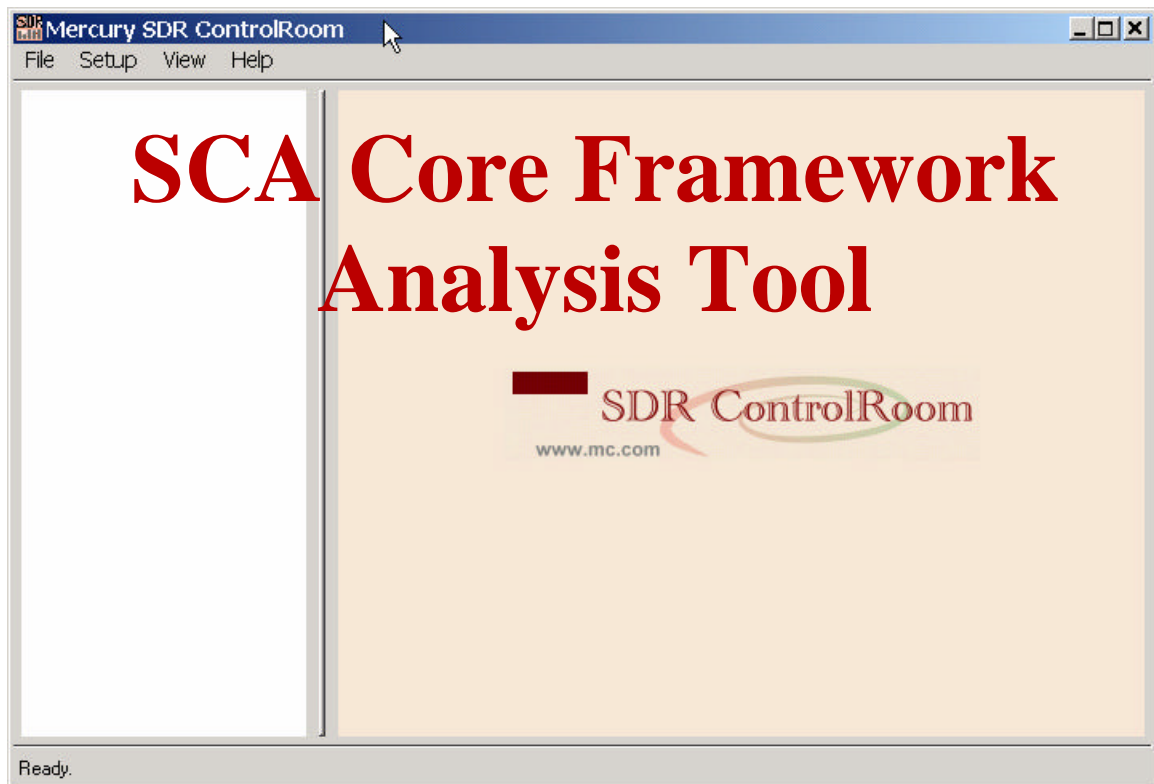 Mercury SDR ControlRoom
File Setup View Help
SCA Core Framework
Analysis Tool
SDR ControlRoom
www.mc.com
Ready.